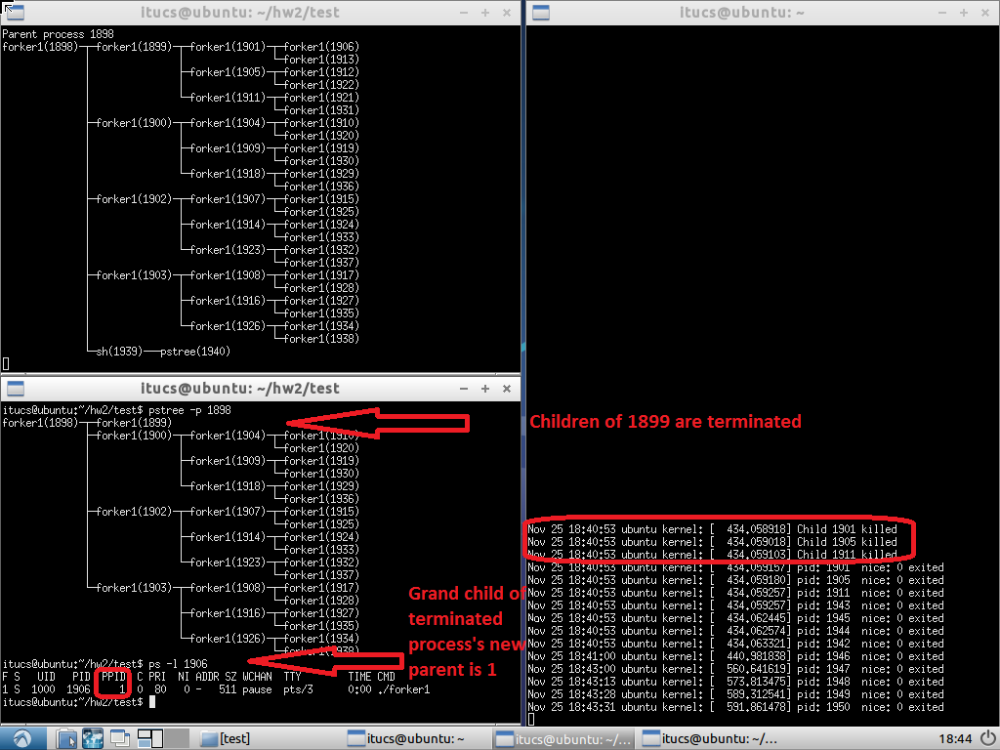 itucs@ubuntu: ~/hw2/test
Parent process 1898
forker1(1898)─┬─forker1(1899)─┬─forker1(1901)─┬─forker1(1906)
└─forker1(1913)
├─forker1(1905)─┬─forker1(1912)
└─forker1(1922)
└─forker1(1911)─┬─forker1(1921)
└─forker1(1931)
├─forker1(1900)─┬─forker1(1904)─┬─forker1(1910)
└─forker1(1920)
├─forker1(1909)─┬─forker1(1919)
└─forker1(1930)
└─forker1(1918)─┬─forker1(1929)
└─forker1(1936)
├─forker1(1902)─┬─forker1(1907)─┬─forker1(1915)
└─forker1(1925)
├─forker1(1914)─┬─forker1(1924)
└─forker1(1933)
└─forker1(1923)─┬─forker1(1932)
└─forker1(1937)
├─forker1(1903)─┬─forker1(1908)─┬─forker1(1917)
└─forker1(1928)
├─forker1(1916)─┬─forker1(1927)
└─forker1(1935)
└─forker1(1926)─┬─forker1(1934)
└─forker1(1938)
└─sh(1939)───pstree(1940)
itucs@ubuntu: ~/hw2/test
itucs@ubuntu:~/hw2/test$ pstree -p 1898
forker1(1898)─┬─forker1(1899)
├─forker1(1900)─┬─forker1(1904)─┬─forker1(1910)
└─forker1(1920)
├─forker1(1909)─┬─forker1(1919)
└─forker1(1930)
└─forker1(1918)─┬─forker1(1929)
└─forker1(1936)
├─forker1(1902)─┬─forker1(1907)─┬─forker1(1915)
└─forker1(1925)
├─forker1(1914)─┬─forker1(1924)
└─forker1(1933)
└─forker1(1923)─┬─forker1(1932)
└─forker1(1937)
└─forker1(1903)─┬─forker1(1908)─┬─forker1(1917)
└─forker1(1928)
├─forker1(1916)─┬─forker1(1927)
└─forker1(1935)
└─forker1(1926)─┬─forker1(1934)
└─forker1(1938)
itucs@ubuntu:~/hw2/test$ ps -l 1906
F S UID PID PPID C PRI NI ADDR SZ WCHAN TTY TIME CMD
1 S 1000 1906 1 0 80 0 - 511 pause pts/3 0:00 ./forker1
itucs@ubuntu:~/hw2/test$
Grand child of
terminated
process's new
parent is 1
itucs@ubuntu: ~
Children of 1899 are terminated
Nov 25 18:40:53 ubuntu kernel: [ 434.058918] Child 1901 killed
Nov 25 18:40:53 ubuntu kernel: [ 434.059018] Child 1905 killed
Nov 25 18:40:53 ubuntu kernel: [ 434.059103] Child 1911 killed
Nov 25 18:40:53 ubuntu kernel: [ 434.059157] pid: 1901 nice: 0 exited
Nov 25 18:40:53 ubuntu kernel: [ 434.059180] pid: 1905 nice: 0 exited
Nov 25 18:40:53 ubuntu kernel: [ 434.059257] pid: 1911 nice: 0 exited
Nov 25 18:40:53 ubuntu kernel: [ 434.059257] pid: 1943 nice: 0 exited
Nov 25 18:40:53 ubuntu kernel: [ 434.062445] pid: 1945 nice: 0 exited
Nov 25 18:40:53 ubuntu kernel: [ 434.062574] pid: 1944 nice: 0 exited
Nov 25 18:40:53 ubuntu kernel: [ 434.063321] pid: 1942 nice: 0 exited
Nov 25 18:41:00 ubuntu kernel: [ 440.981838] pid: 1946 nice: 0 exited
Nov 25 18:43:00 ubuntu kernel: [ 560.641619] pid: 1947 nice: 0 exited
Nov 25 18:43:13 ubuntu kernel: [ 573.813475] pid: 1948 nice: 0 exited
Nov 25 18:43:28 ubuntu kernel: [ 589.312541] pid: 1949 nice: 0 exited
Nov 25 18:43:31 ubuntu kernel: [ 591.861478] pid: 1950 nice: 0 exited
[test]
itucs@ubuntu: ~
itucs@ubuntu: ~/...
itucs@ubuntu: ~/...
18:44